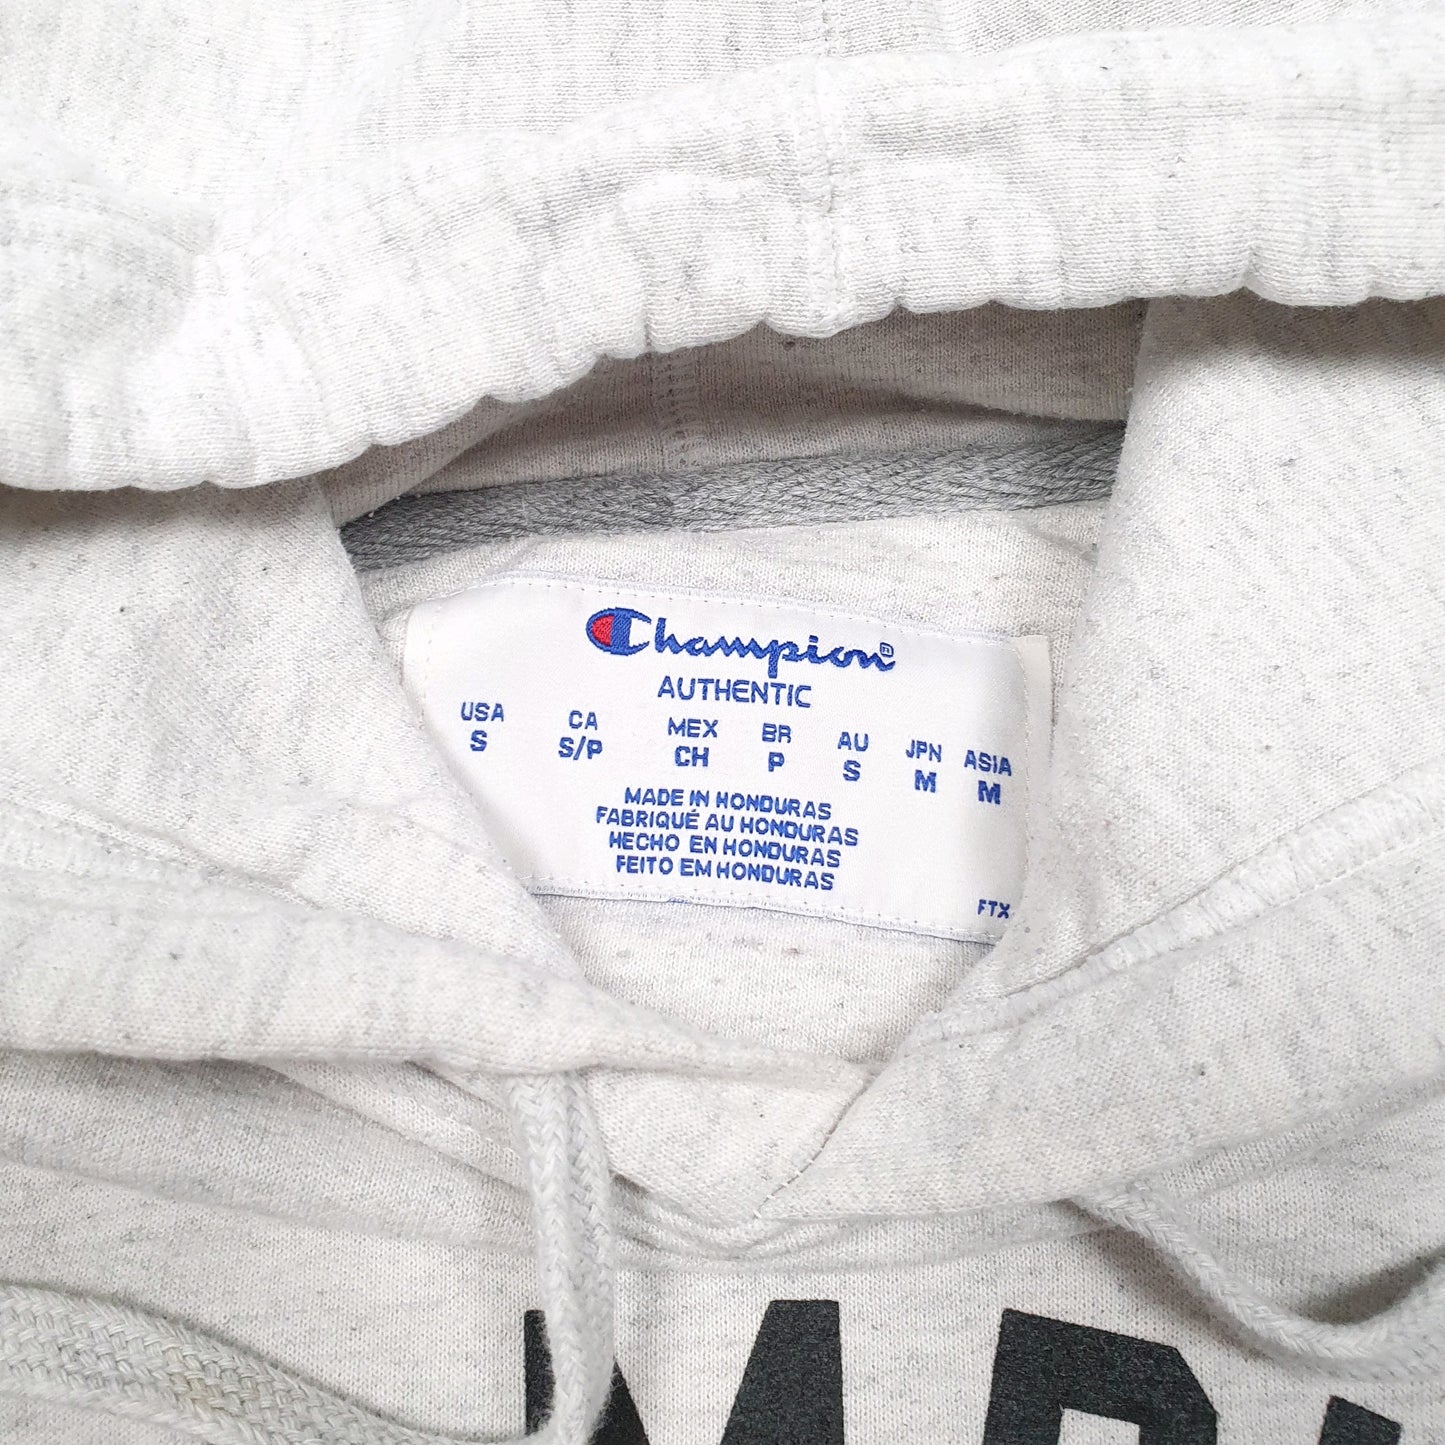 Champion
AUTHENTIC
USA CA MEX BR AU JPN ASIA
S S/P CH P S M M
MADE IN HONDURAS
FABRIQUÉ AU HONDURAS
HECHO EN HONDURAS
FEITO EM HONDURAS
FTX